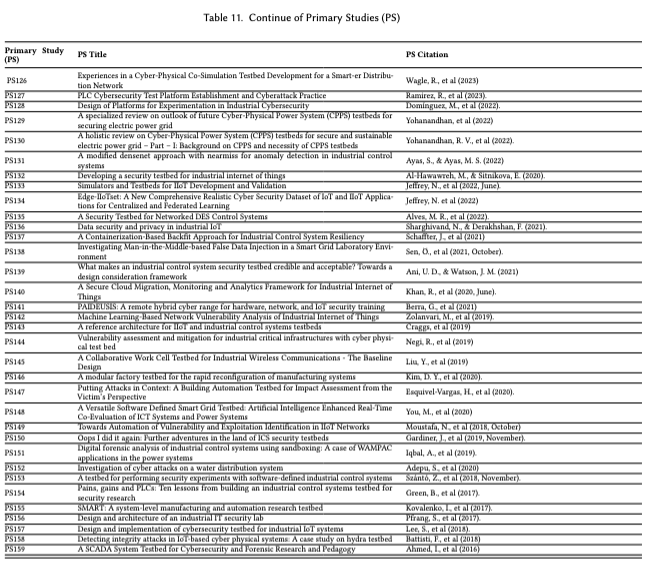 Table 11. Continue of Primary Studies (PS)
Primary Study (PS) PS Title PS Citation
PS126 Experiences in a Cyber-Physical Co-Simulation Testbed Development for a Smart-er Distribu-
tion Network Wagle, R., et al (2023)
PS127 PLC Cybersecurity Test Platform Establishment and Cyberattack Practice Ramirez, R., et al (2023).
PS128 Design of Platforms for Experimentation in Industrial Cybersecurity Domínguez, M., et al (2022).
PS129 A specialized review on outlook of future Cyber-Physical Power System (CPPS) testbeds for
securing electric power grid Yohanandhan, et al (2022)
PS130 A holistic review on Cyber-Physical Power System (CPPS) testbeds for secure and sustainable
electric power grid – Part – I: Background on CPPS and necessity of CPPS testbeds Yohanandhan, R. V., et al (2022).
PS131 A modified densenet approach with nearmiss for anomaly detection in industrial control
systems Ayas, S., & Ayas, M. S. (2022)
PS132 Developing a security testbed for industrial internet of things Al-Hawawreh, M., & Sitnikova, E. (2020).
PS133 Simulators and Testbeds for IIoT Development and Validation Jeffrey, N., et al (2022, June).
PS134 Edge-IIoTset: A New Comprehensive Realistic Cyber Security Dataset of IoT and IIoT Applica-
tions for Centralized and Federated Learning Jeffrey, N. et al (2022)
PS135 A Security Testbed for Networked DES Control Systems Alves, M. R., et al (2022).
PS136 Data security and privacy in industrial IoT Sharghivand, N., & Derakhshan, F. (2021).
PS137 A Containerization-Based Backfit Approach for Industrial Control System Resiliency Schaffter, J., et al (2021)
PS138 Investigating Man-in-the-Middle-based False Data Injection in a Smart Grid Laboratory Envi-
ronment Sen, O., et al (2021, October).
PS139 What makes an industrial control system security testbed credible and acceptable? Towards a
design consideration framework Ani, U. D., & Watson, J. M. (2021)
PS140 A Secure Cloud Migration, Monitoring and Analytics Framework for Industrial Internet of
Things Khan, R., et al (2020, June).
PS141 PAIDEUSIS: A remote hybrid cyber range for hardware, network, and IoT security training Berra, G., et al (2021)
PS142 Machine Learning-Based Network Vulnerability Analysis of Industrial Internet of Things Zolanvari, M., et al (2019).
PS143 A reference architecture for IIoT and industrial control systems testbeds Craggs, et al (2019)
PS144 Vulnerability assessment and mitigation for industrial critical infrastructures with cyber physi-
cal test bed Negi, R., et al (2019)
PS145 A Collaborative Work Cell Testbed for Industrial Wireless Communications - The Baseline
Design Liu, Y., et al (2019)
PS146 A modular factory testbed for the rapid reconfiguration of manufacturing systems Kim, D. Y., et al (2020).
PS147 Putting Attacks in Context: A Building Automation Testbed for Impact Assessment from the
Victim's Perspective Esquivel-Vargas, H., et al (2020).
PS148 A Versatile Software Defined Smart Grid Testbed: Artificial Intelligence Enhanced Real-Time
Co-Evaluation of ICT Systems and Power Systems You, M., et al (2020)
PS149 Towards Automation of Vulnerability and Exploitation Identification in IIoT Networks Moustafa, N., et al (2018, October)
PS150 Oops I did it again: Further adventures in the land of ICS security testbeds Gardiner, J., et al (2019, November).
PS151 Digital forensic analysis of industrial control systems using sandboxing: A case of WAMPAC
applications in the power systems Iqbal, A., et al (2019).
PS152 Investigation of cyber attacks on a water distribution system Adepu, S., et al (2020)
PS153 A testbed for performing security experiments with software-defined industrial control systems Szántó, Z., et al (2018, November).
PS154 Pains, gains and PLCs: Ten lessons from building an industrial control systems testbed for
security research Green, B., et al (2017).
PS155 SMART: A system-level manufacturing and automation research testbed Kovalenko, I., et al (2017).
PS156 Design and architecture of an industrial IT security lab Pfrang, S., et al (2017).
PS157 Design and implementation of cybersecurity testbed for industrial IoT systems Lee, S., et al (2018).
PS158 Detecting integrity attacks in IoT-based cyber physical systems: A case study on hydra testbed Battisti, F., et al (2018)
PS159 A SCADA System Testbed for Cybersecurity and Forensic Research and Pedagogy Ahmed, I., et al (2016)